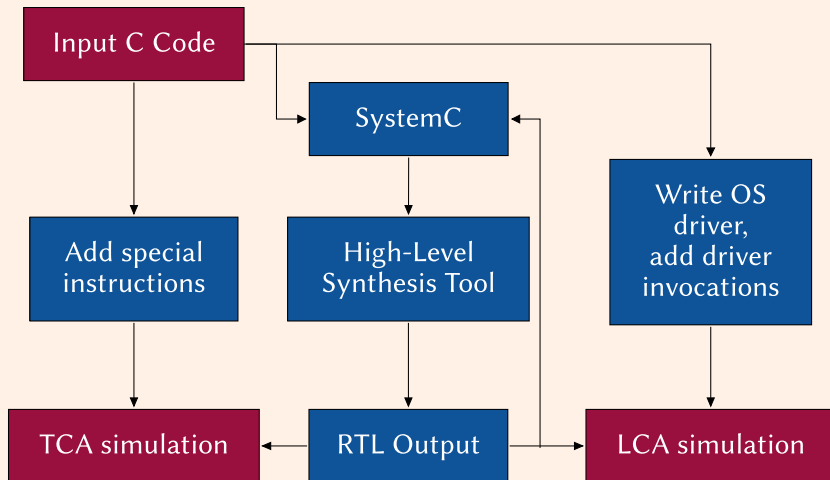 Input C Code
SystemC
Write OS
driver,
add driver
invocations
Add special
instructions
High-Level
Synthesis Tool
TCA simulation
RTL Output
LCA simulation